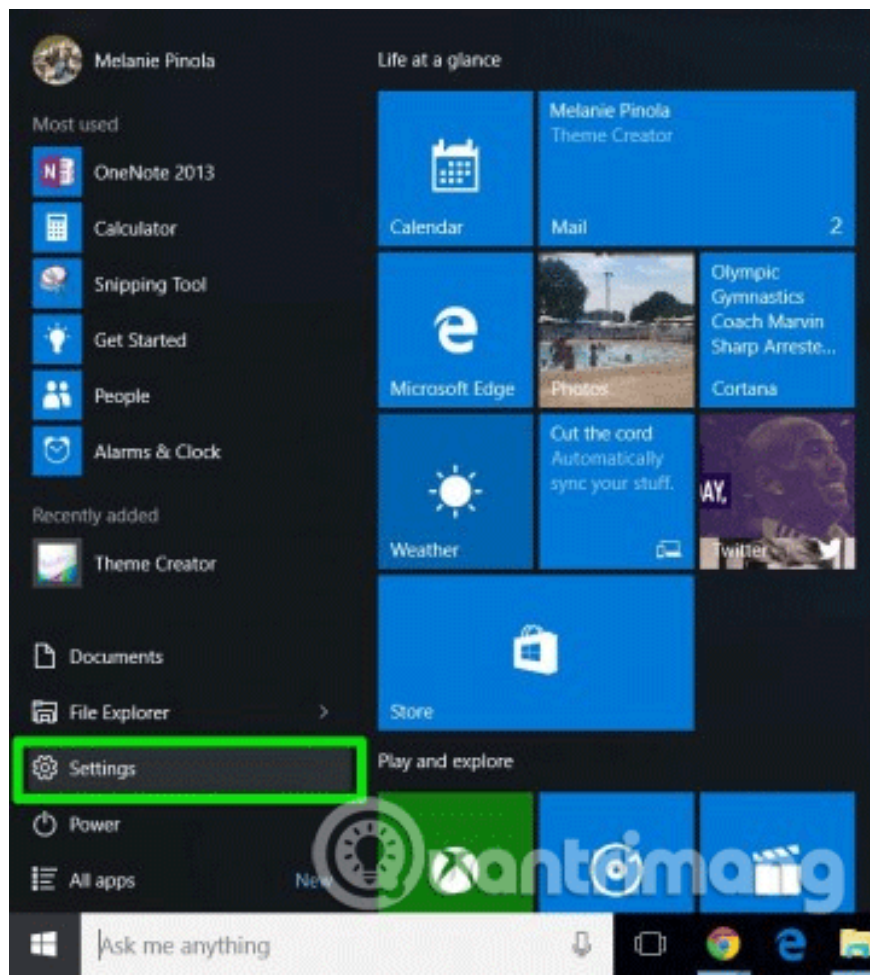 Melanie Pinola
Most used
OneNote 2013
Calculator
Snipping Tool
Get Started
People
Alarms & Clock
Recently added
Theme Creator
Documents
File Explorer
Settings
Power
All apps
New
Life at a glance
Calendar
Melanie Pinola
Theme Creator
Mail
2
Microsoft Edge
Photos
Olympic
Gymnastics
Coach Marvin
Sharp Arreste...
Cortana
Weather
Cut the cord
Automatically
sync your stuff.
AY,
Twitter
Store
Play and explore
Quantrimang
Ask me anything